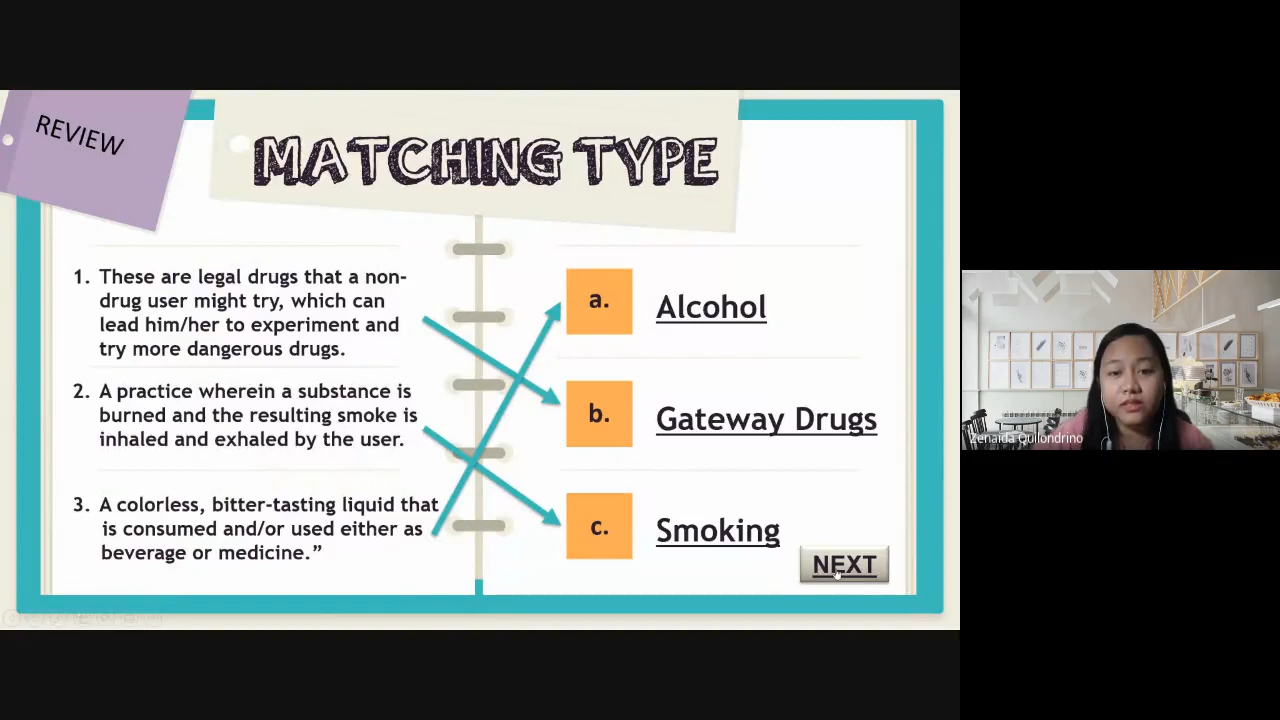 REVIEW
MATCHING TYPE
1. These are legal drugs that a non-
drug user might try, which can
lead him/her to experiment and
try more dangerous drugs.
2. A practice wherein a substance is
burned and the resulting smoke is
inhaled and exhaled by the user.
3. A colorless, bitter-tasting liquid that
is consumed and/or used either as
beverage or medicine.”
a. Alcohol
b. Gateway Drugs
c. Smoking
NEXT
Zenaida Quilondrino